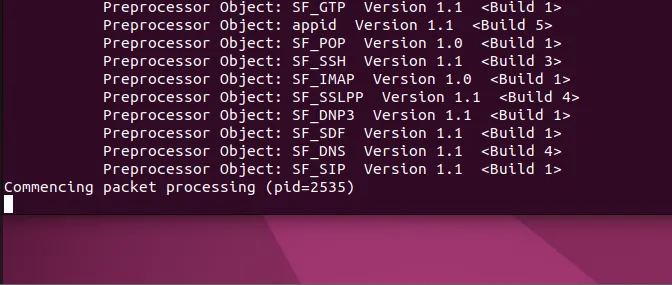 Preprocessor Object: SF_GTP  Version 1.1  <Build 1>
Preprocessor Object: appid  Version 1.1  <Build 5>
Preprocessor Object: SF_POP  Version 1.0  <Build 1>
Preprocessor Object: SF_SSH  Version 1.1  <Build 3>
Preprocessor Object: SF_IMAP  Version 1.0  <Build 1>
Preprocessor Object: SF_SSLPP  Version 1.1  <Build 4>
Preprocessor Object: SF_DNP3  Version 1.1  <Build 1>
Preprocessor Object: SF_SDF  Version 1.1  <Build 1>
Preprocessor Object: SF_DNS  Version 1.1  <Build 4>
Preprocessor Object: SF_SIP  Version 1.1  <Build 1>
Commencing packet processing (pid=2535)